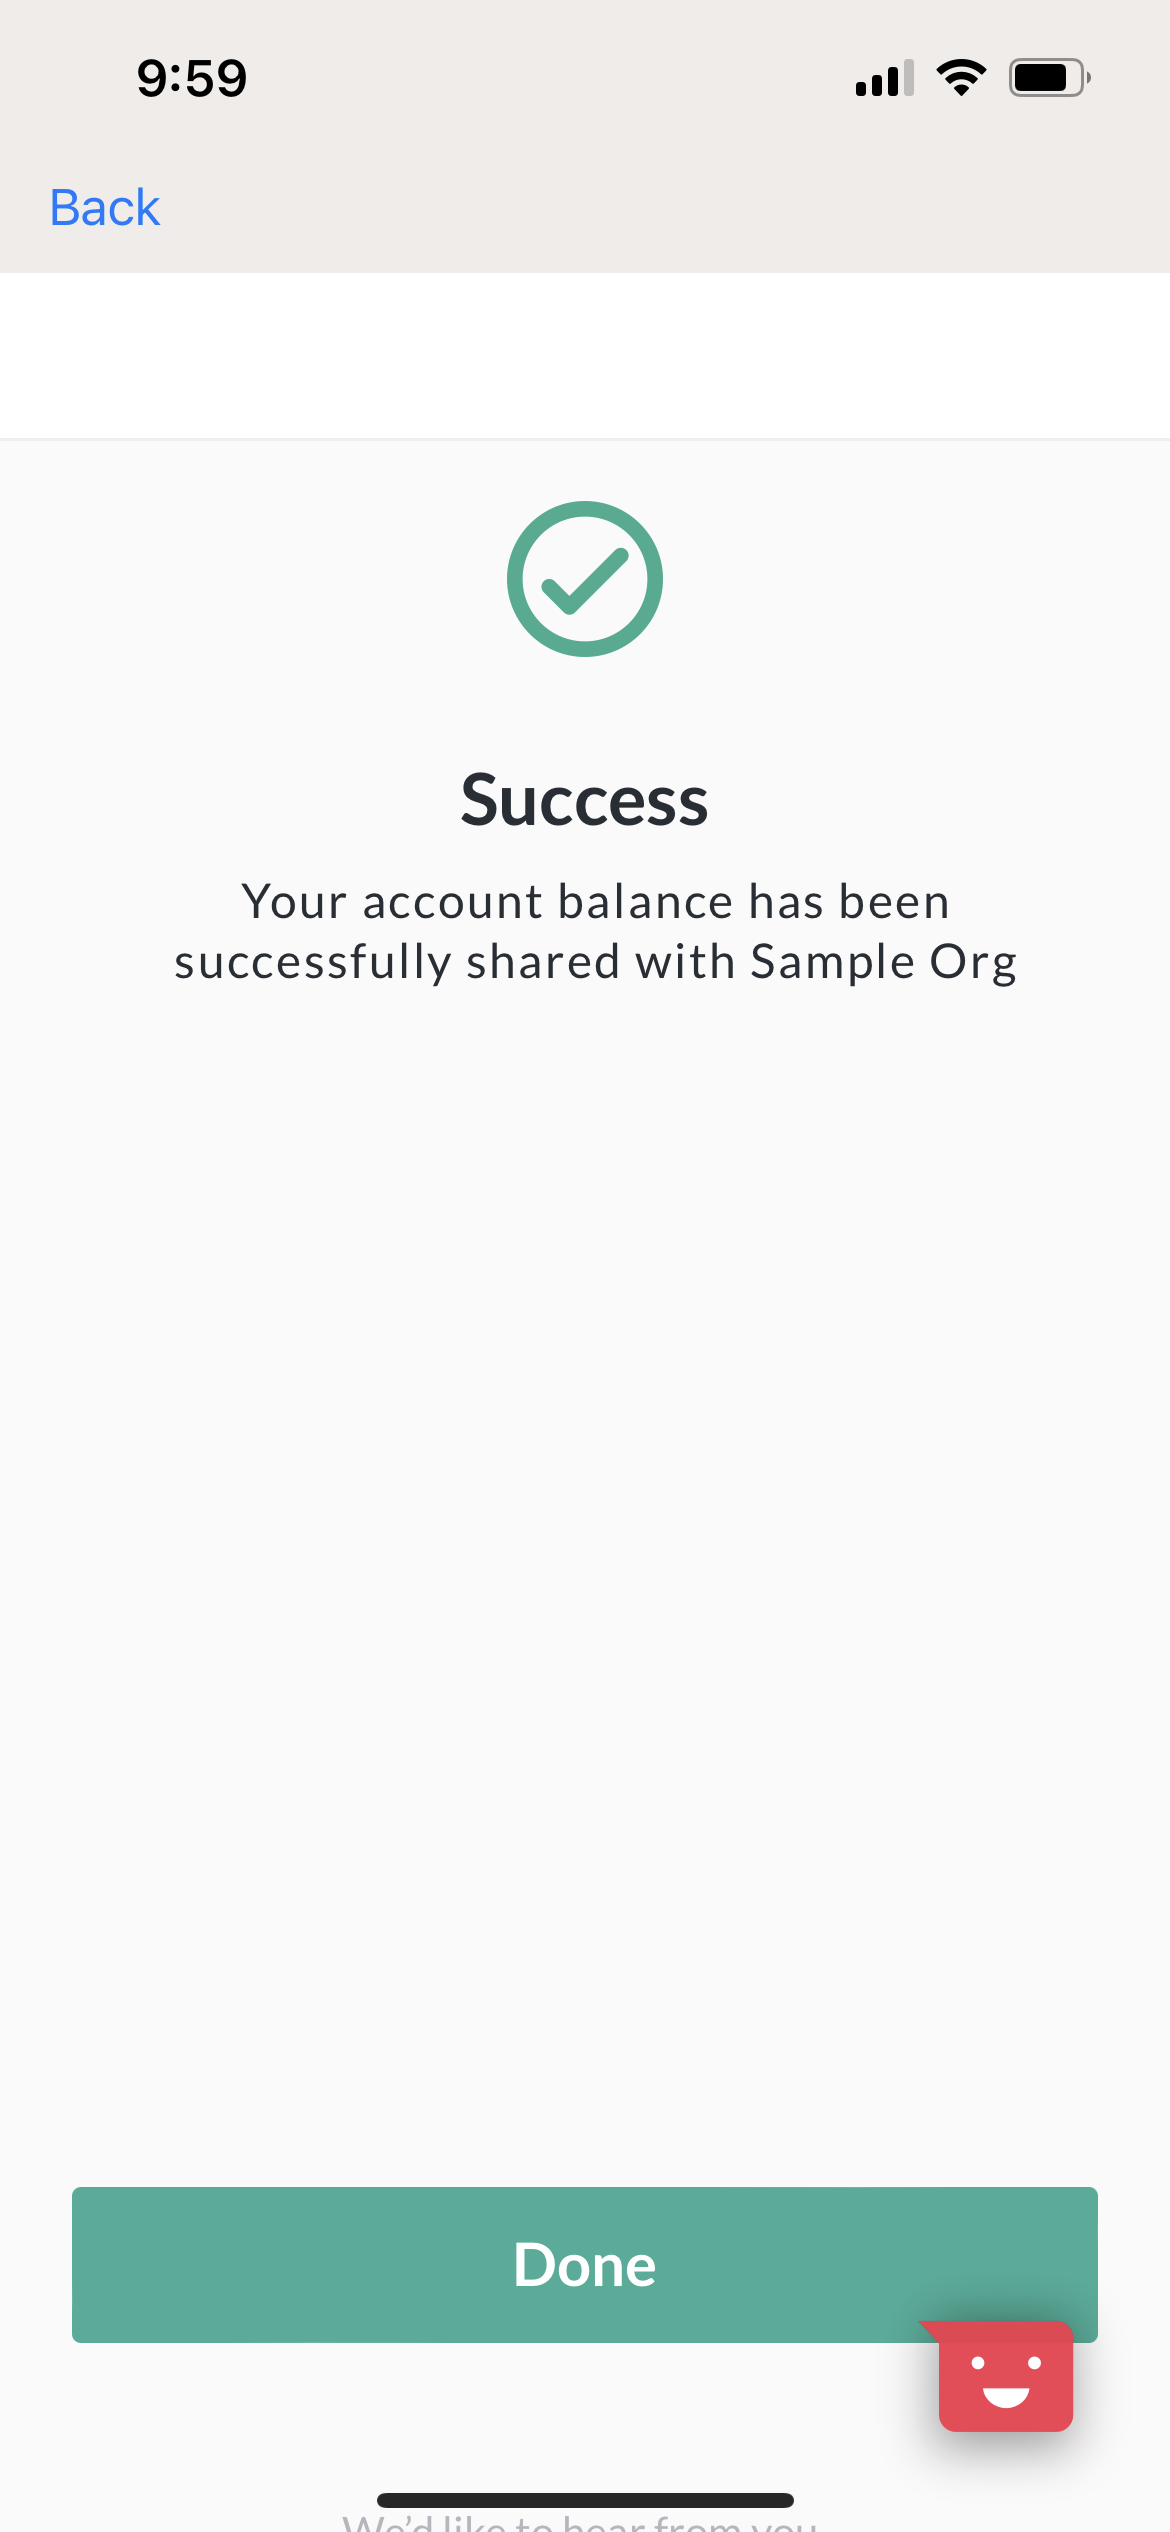 9:59
Back
Success
Your account balance has been
successfully shared with Sample Org
Done
We'd like to hear from you